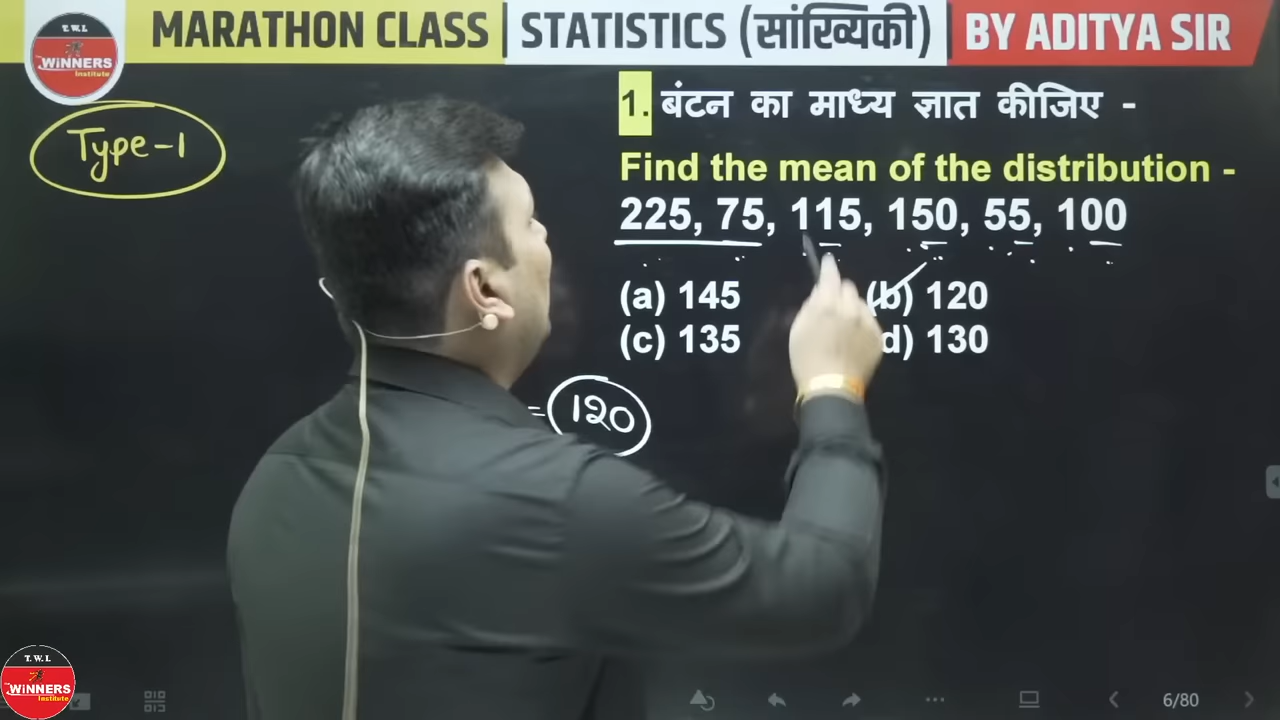 MARATHON CLASS STATISTICS (सांख्यिकी) BY ADITYA SIR
T.W.L
WiNNERS
Institute
Type-1
1. बंटन का माध्य ज्ञात कीजिए -
Find the mean of the distribution -
225, 75, 115, 150, 55, 100
(a) 145 (b) 120
(c) 135 d) 130
= 120
T.W.L
WiNNERS
Institute
6/80